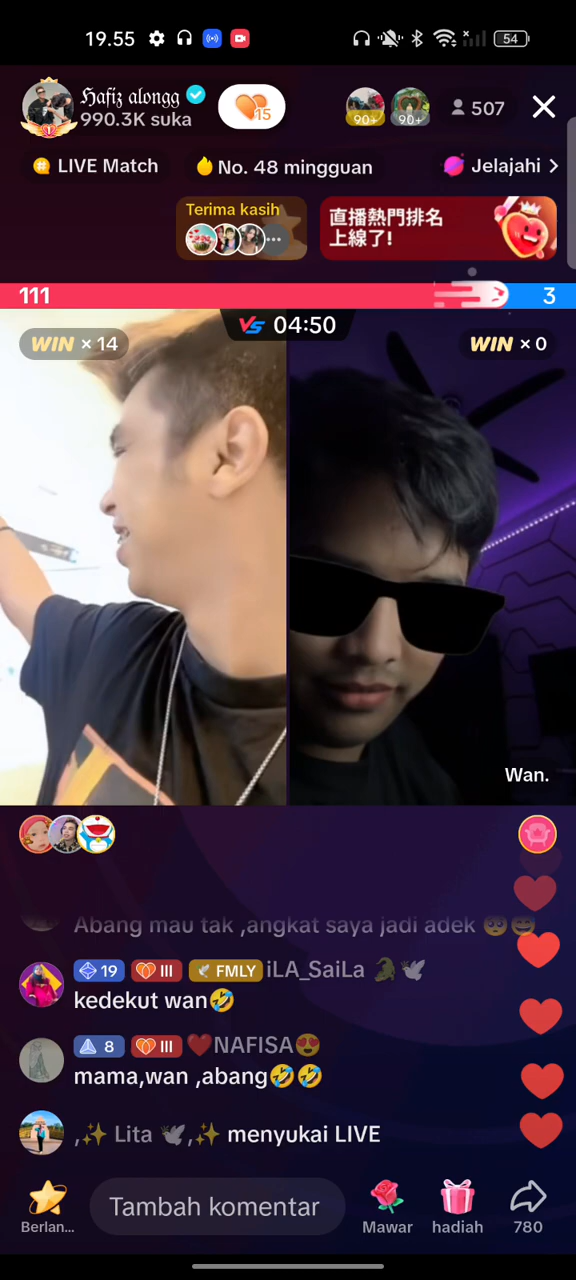 19.55
54
ℌafiz alongg
990.3K suka
15
90+
90+
507
LIVE Match
No. 48 mingguan
Jelajahi
Terima kasih
直播熱門排名
上線了!
111
3
VS 04:50
WIN × 14
WIN × 0
Wan.
Abang mau tak ,angkat saya jadi adek 🥺😄
19 III FMLY iLA_SaiLa 🐊🕊️
kedekut wan🤣
8 III ❤️NAFISA😍
mama,wan ,abang🤣🤣
,✨ Lita 🕊️,✨ menyukai LIVE
Berlan...
Tambah komentar
Mawar
hadiah
780